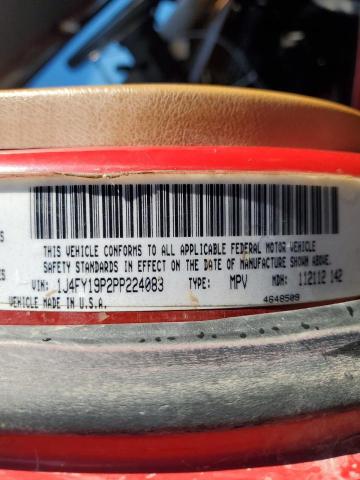 THIS VEHICLE CONFORMS TO ALL APPLICABLE FEDERAL MOTOR VEHICLE
SAFETY STANDARDS IN EFFECT ON THE DATE OF MANUFACTURE SHOWN ABOVE.
VIN: 1J4FY19P2PP224083 TYPE: MPV MDH: 112112 142
VEHICLE MADE IN U.S.A. 4648509